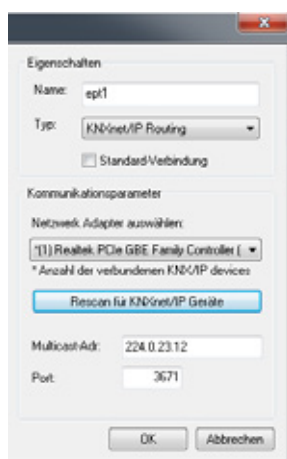 Eigenschaften
Name: ept1
Typ: KNXnet/IP Routing
Standard-Verbindung
Kommunikationsparameter
Netzwerk Adapter auswählen:
*(1) Realtek PCIe GBE Family Controller (
* Anzahl der verbundenen KNX/IP devices
Rescan für KNXnet/IP Geräte
Multicast-Adr: 224.0.23.12
Port: 3671
OK Abbrechen